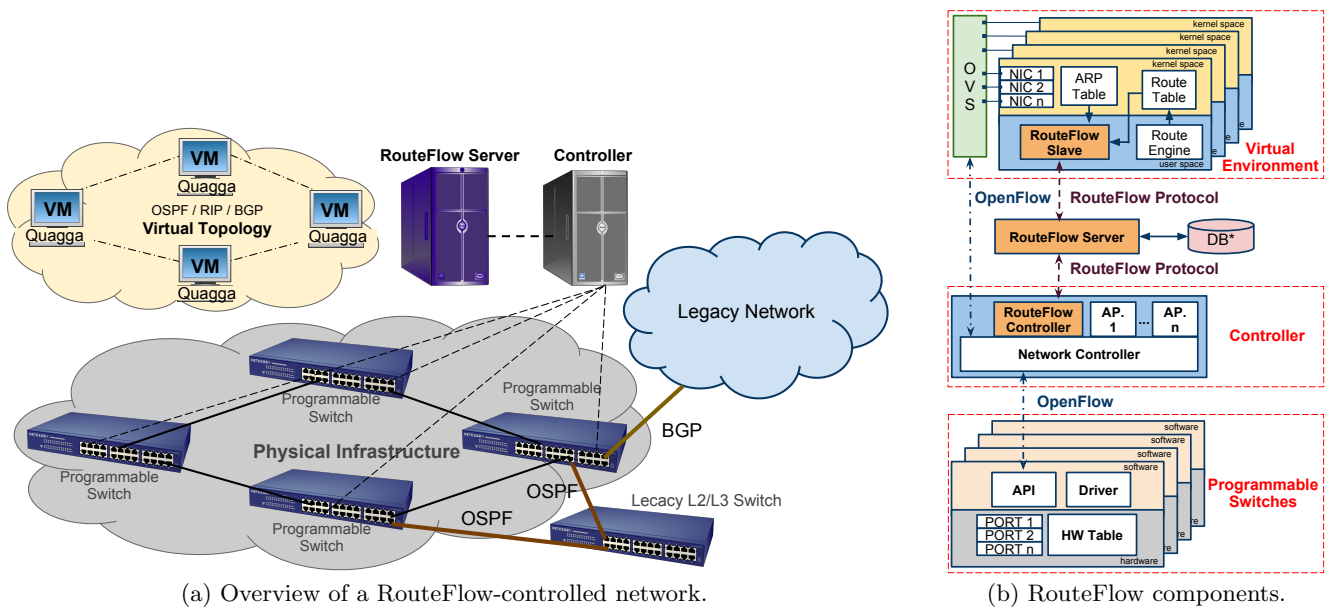 VM
Quagga
VM
Quagga
OSPF / RIP / BGP
Virtual Topology
VM
Quagga
VM
Quagga
RouteFlow Server
Controller
Legacy Network
Programmable
Switch
Programmable
Switch
Physical Infrastructure
Programmable
Switch
Programmable
Switch
BGP
OSPF
OSPF
Lecacy L2/L3 Switch
(a) Overview of a RouteFlow-controlled network.
O
V
S
kernel space
kernel space
kernel space
kernel space
NIC 1
NIC 2
NIC n
ARP
Table
Route
Table
RouteFlow
Slave
Route
Engine
user space
Virtual
Environment
OpenFlow
RouteFlow Protocol
RouteFlow Server
DB*
RouteFlow Protocol
RouteFlow
Controller
AP.
1
...
AP.
n
Network Controller
Controller
OpenFlow
software
software
software
software
API
Driver
PORT 1
PORT 2
PORT n
HW Table
hardware
Programmable
Switches
(b) RouteFlow components.